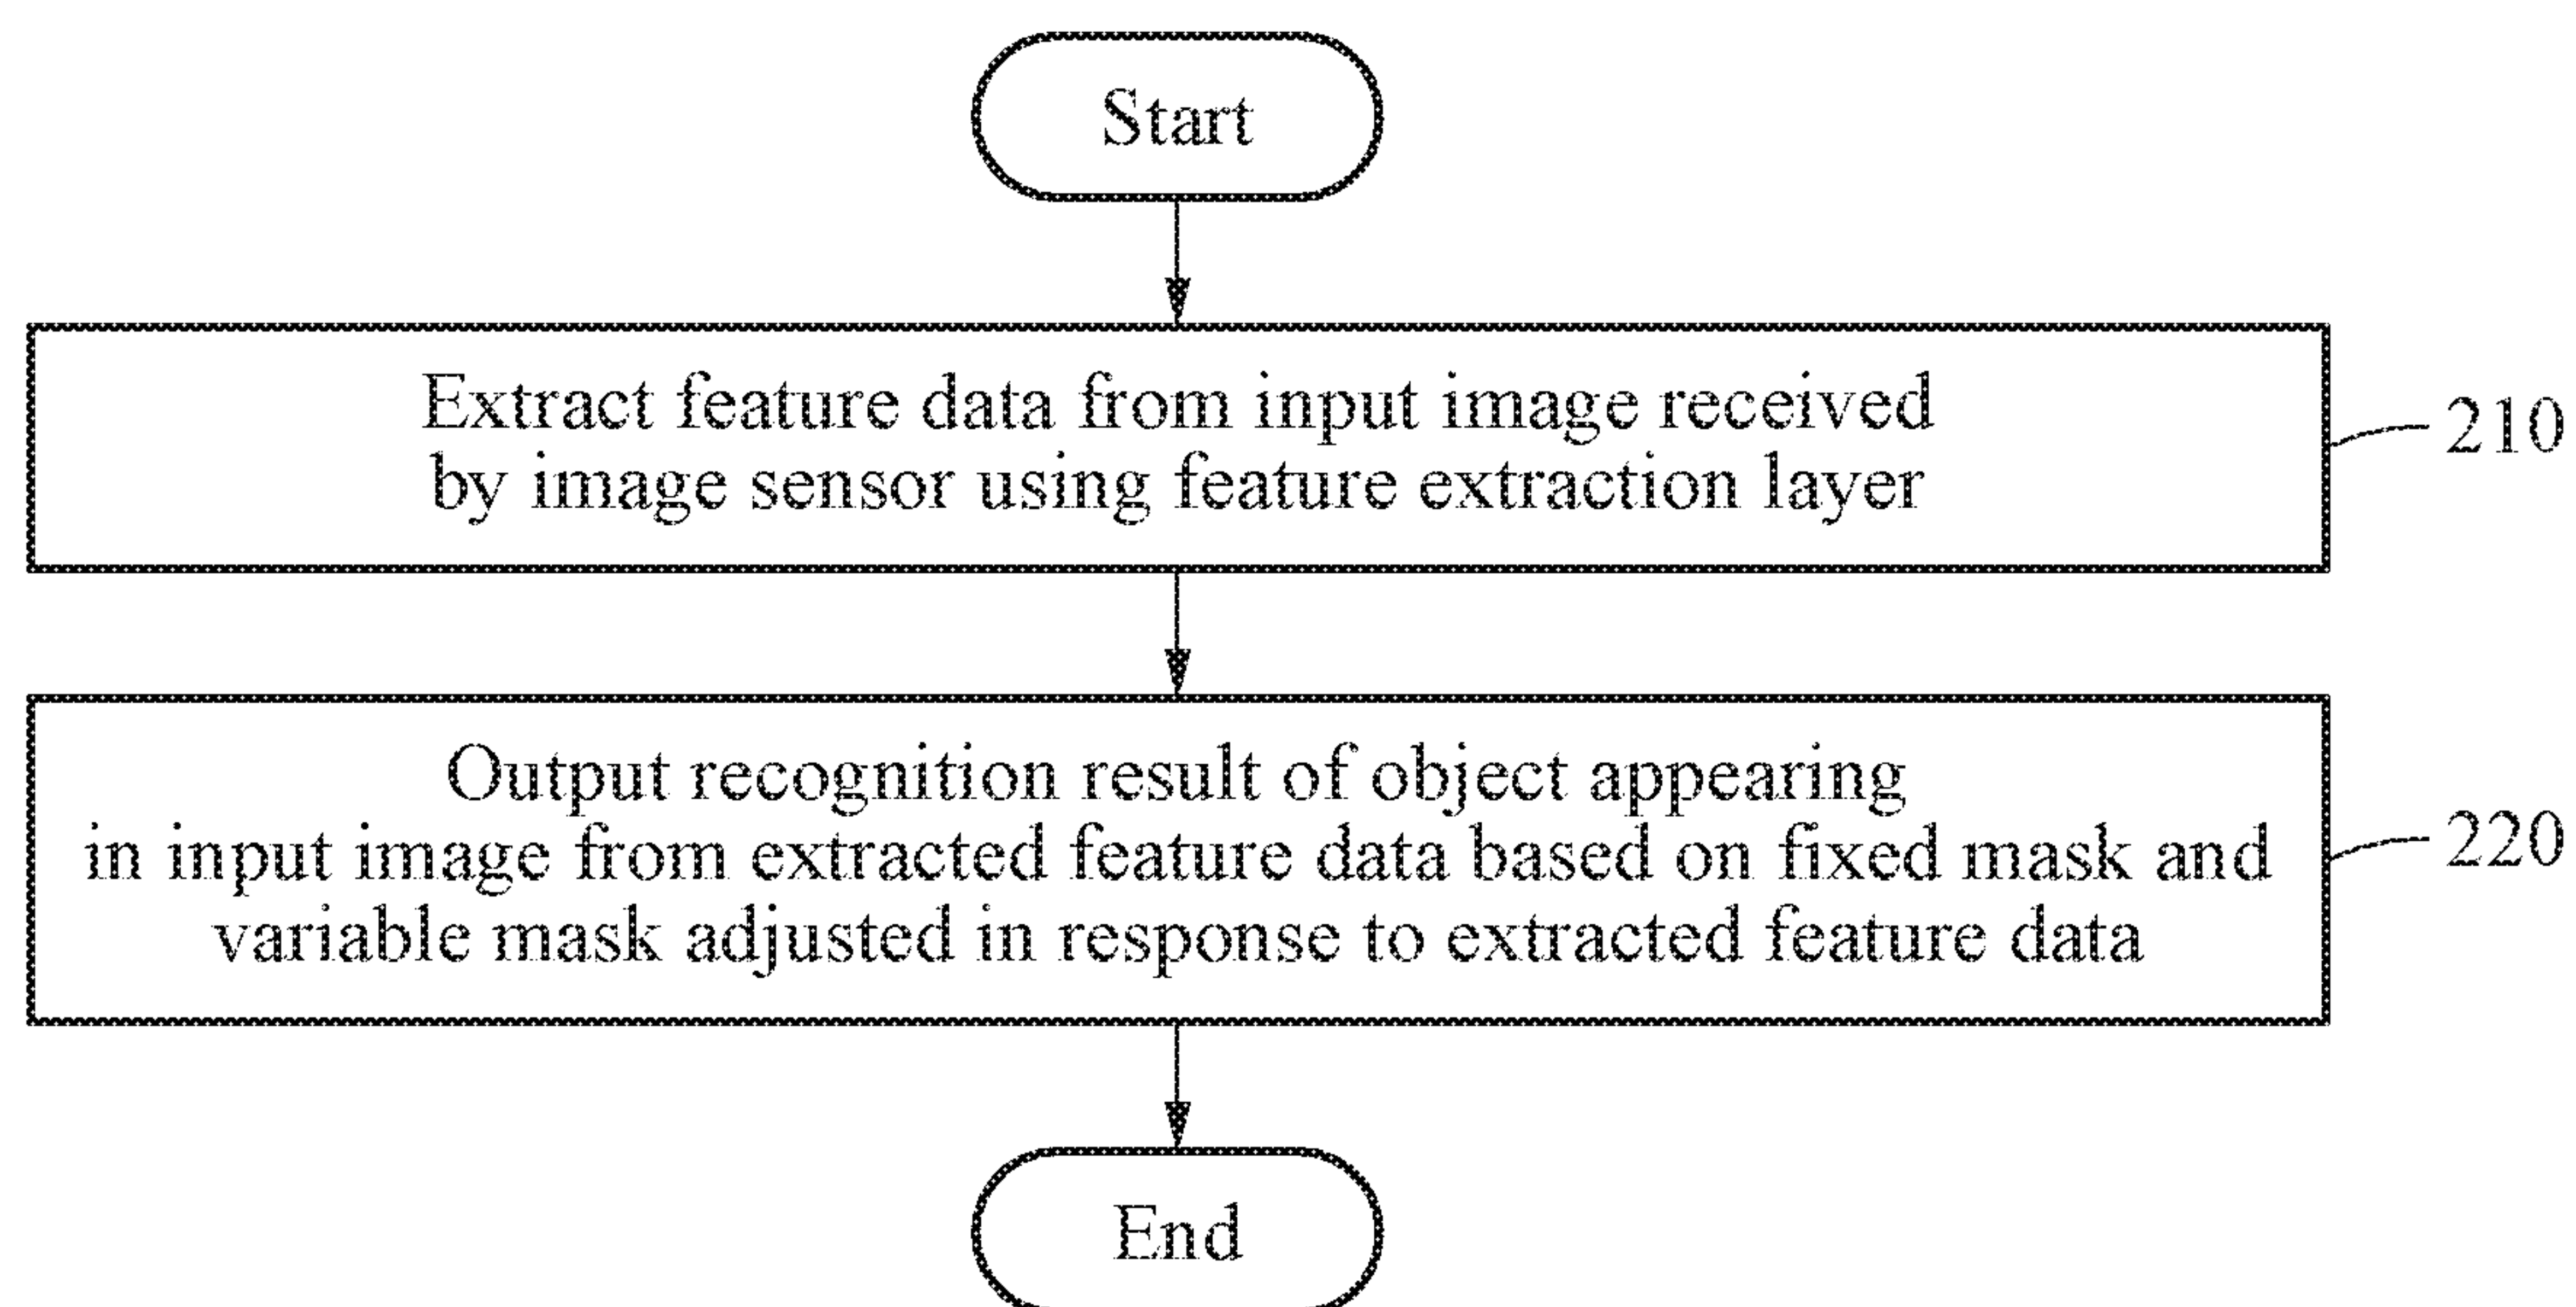 Start
Extract feature data from input image received
by image sensor using feature extraction layer
210
Output recognition result of object appearing
in input image from extracted feature data based on fixed mask and
variable mask adjusted in response to extracted feature data
220
End